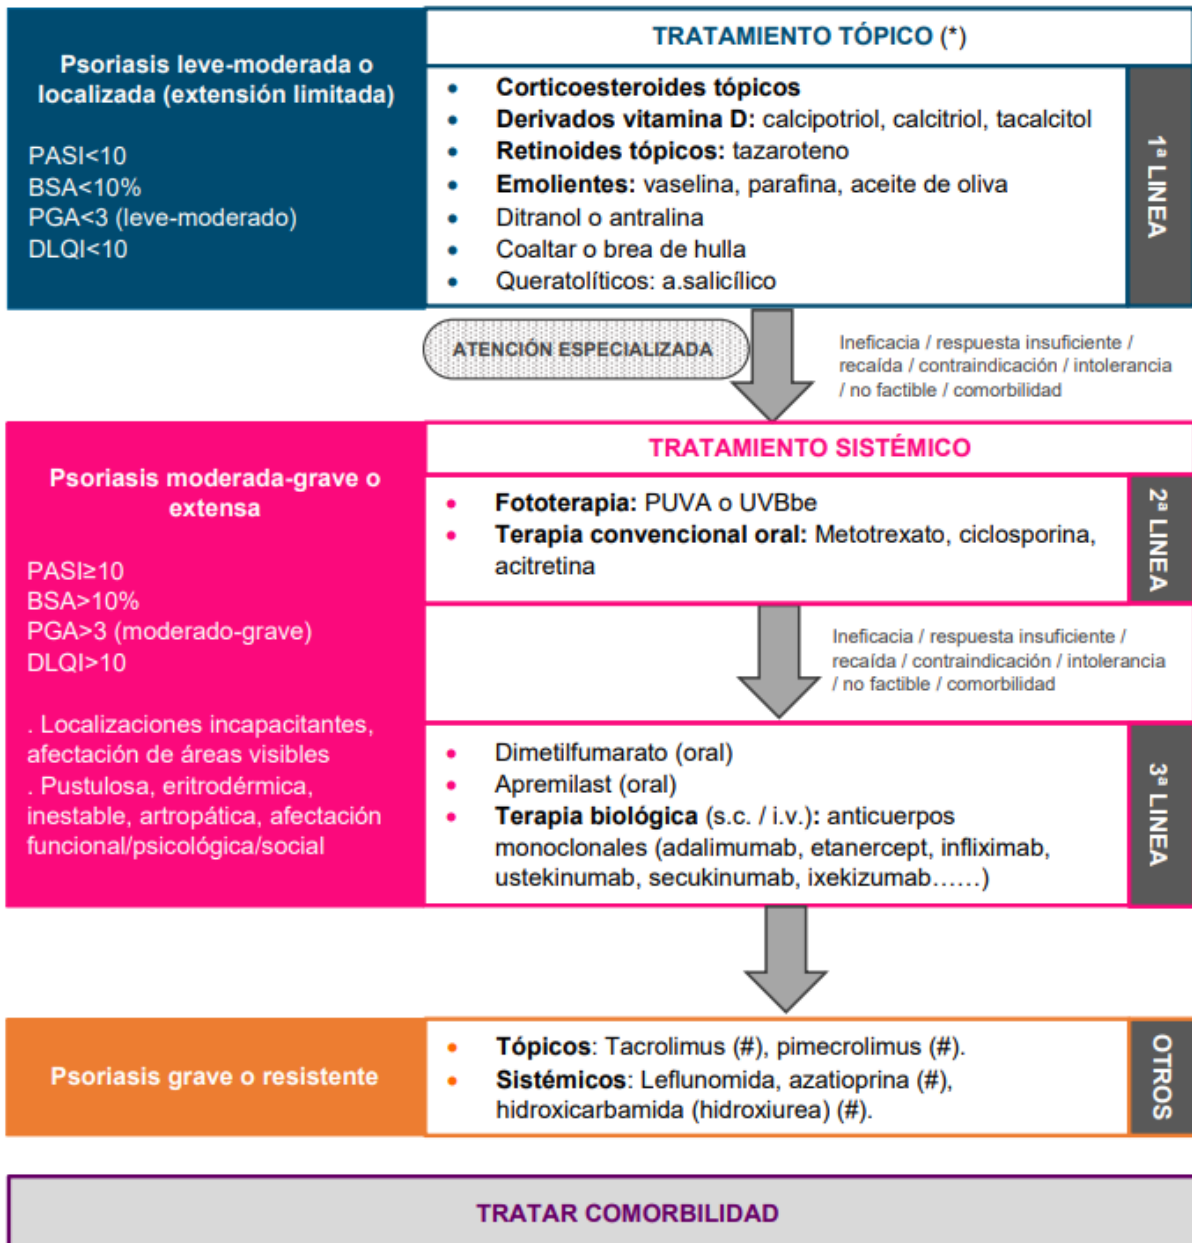 Psoriasis leve-moderada o
localizada (extensión limitada)
PASI<10
BSA<10%
PGA<3 (leve-moderado)
DLQI<10
TRATAMIENTO TÓPICO (*)
• Corticoesteroides tópicos
• Derivados vitamina D: calcipotriol, calcitriol, tacalcitol
• Retinoides tópicos: tazaroteno
• Emolientes: vaselina, parafina, aceite de oliva
• Ditranol o antralina
• Coaltar o brea de hulla
• Queratolíticos: a.salicílico
1ª LINEA
ATENCIÓN ESPECIALIZADA
Ineficacia / respuesta insuficiente /
recaída / contraindicación / intolerancia
/ no factible / comorbilidad
Psoriasis moderada-grave o
extensa
PASI≥10
BSA>10%
PGA>3 (moderado-grave)
DLQI>10
. Localizaciones incapacitantes,
afectación de áreas visibles
. Pustulosa, eritrodérmica,
inestable, artropática, afectación
funcional/psicológica/social
TRATAMIENTO SISTÉMICO
• Fototerapia: PUVA o UVBbe
• Terapia convencional oral: Metotrexato, ciclosporina,
acitretina
2ª LINEA
Ineficacia / respuesta insuficiente /
recaída / contraindicación / intolerancia
/ no factible / comorbilidad
• Dimetilfumarato (oral)
• Apremilast (oral)
• Terapia biológica (s.c. / i.v.): anticuerpos
monoclonales (adalimumab, etanercept, infliximab,
ustekinumab, secukinumab, ixekizumab……)
3ª LINEA
Psoriasis grave o resistente
• Tópicos: Tacrolimus (#), pimecrolimus (#).
• Sistémicos: Leflunomida, azatioprina (#),
hidroxicarbamida (hidroxiurea) (#).
OTROS
TRATAR COMORBILIDAD